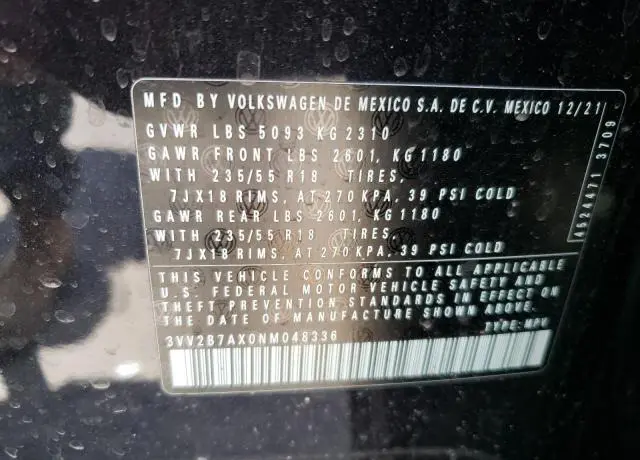 MFD. BY VOLKSWAGEN DE MEXICO S.A. DE C.V. MEXICO 12/21
GVWR LBS 5093 KG 2310
GAWR FRONT LBS 2601, KG 1180
WITH 235/55 R18 TIRES,
7JX18 RIMS, AT 270 KPA, 39 PSI COLD
GAWR REAR LBS 2601, KG 1180
WITH 235/55 R18 TIRES,
7JX18 RIMS, AT 270 KPA, 39 PSI COLD
THIS VEHICLE CONFORMS TO ALL APPLICABLE
U.S. FEDERAL MOTOR VEHICLE SAFETY AND
THEFT PREVENTION STANDARDS IN EFFECT ON
THE DATE OF MANUFACTURE SHOWN ABOVE.
3VV2B7AX0NM048336
TYPE: MPV
1524471 3709